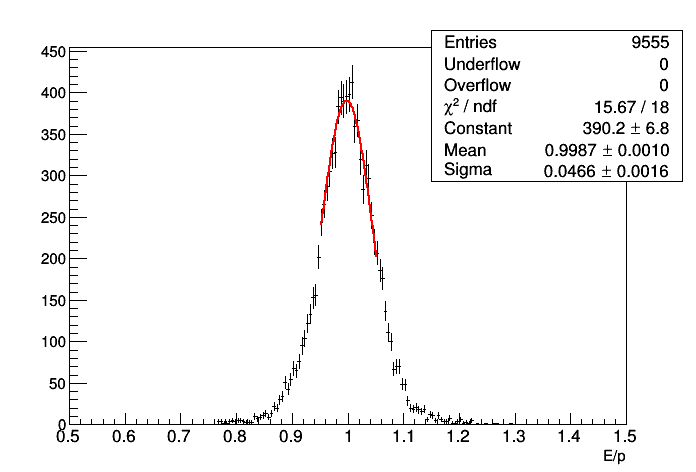 Entries 9555
Underflow 0
Overflow 0
χ² / ndf 15.67 / 18
Constant 390.2 ± 6.8
Mean 0.9987 ± 0.0010
Sigma 0.0466 ± 0.0016
450
400
350
300
250
200
150
100
50
0
0.5 0.6 0.7 0.8 0.9 1 1.1 1.2 1.3 1.4 1.5
E/p